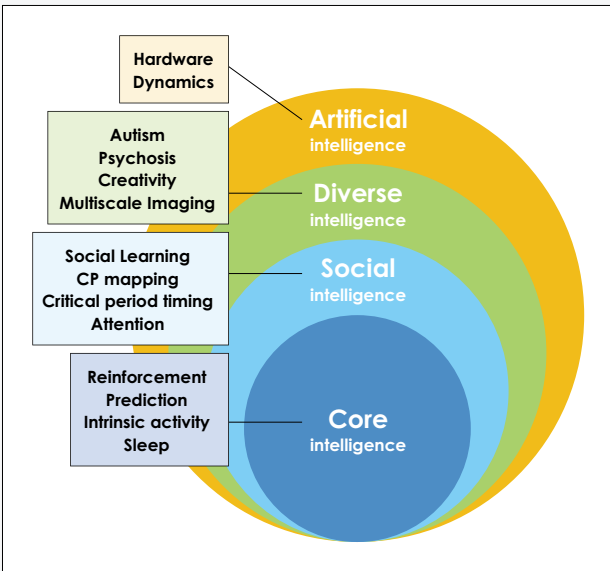 Hardware
Dynamics
Artificial
intelligence
Autism
Psychosis
Creativity
Multiscale Imaging
Diverse
intelligence
Social Learning
CP mapping
Critical period timing
Attention
Social
intelligence
Reinforcement
Prediction
Intrinsic activity
Sleep
Core
intelligence